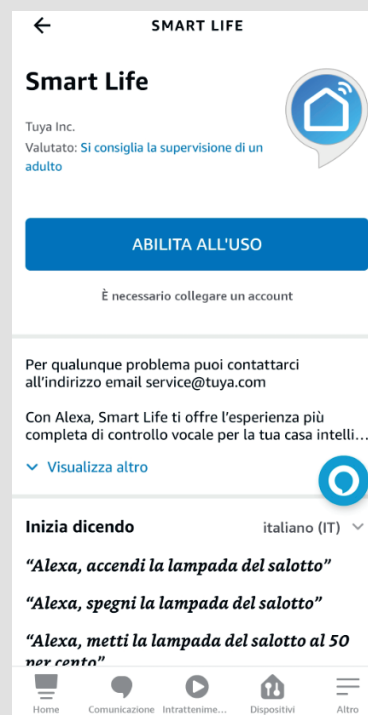 SMART LIFE
Smart Life
Tuya Inc.
Valutato: Si consiglia la supervisione di un
adulto
ABILITA ALL'USO
È necessario collegare un account
Per qualunque problema puoi contattarci
all'indirizzo email service@tuya.com
Con Alexa, Smart Life ti offre l'esperienza più
completa di controllo vocale per la tua casa intelli...
Visualizza altro
Inizia dicendo italiano (IT)
“Alexa, accendi la lampada del salotto”
“Alexa, spegni la lampada del salotto”
“Alexa, metti la lampada del salotto al 50
per cento”
Home Comunicazione Intrattenime... Dispositivi Altro